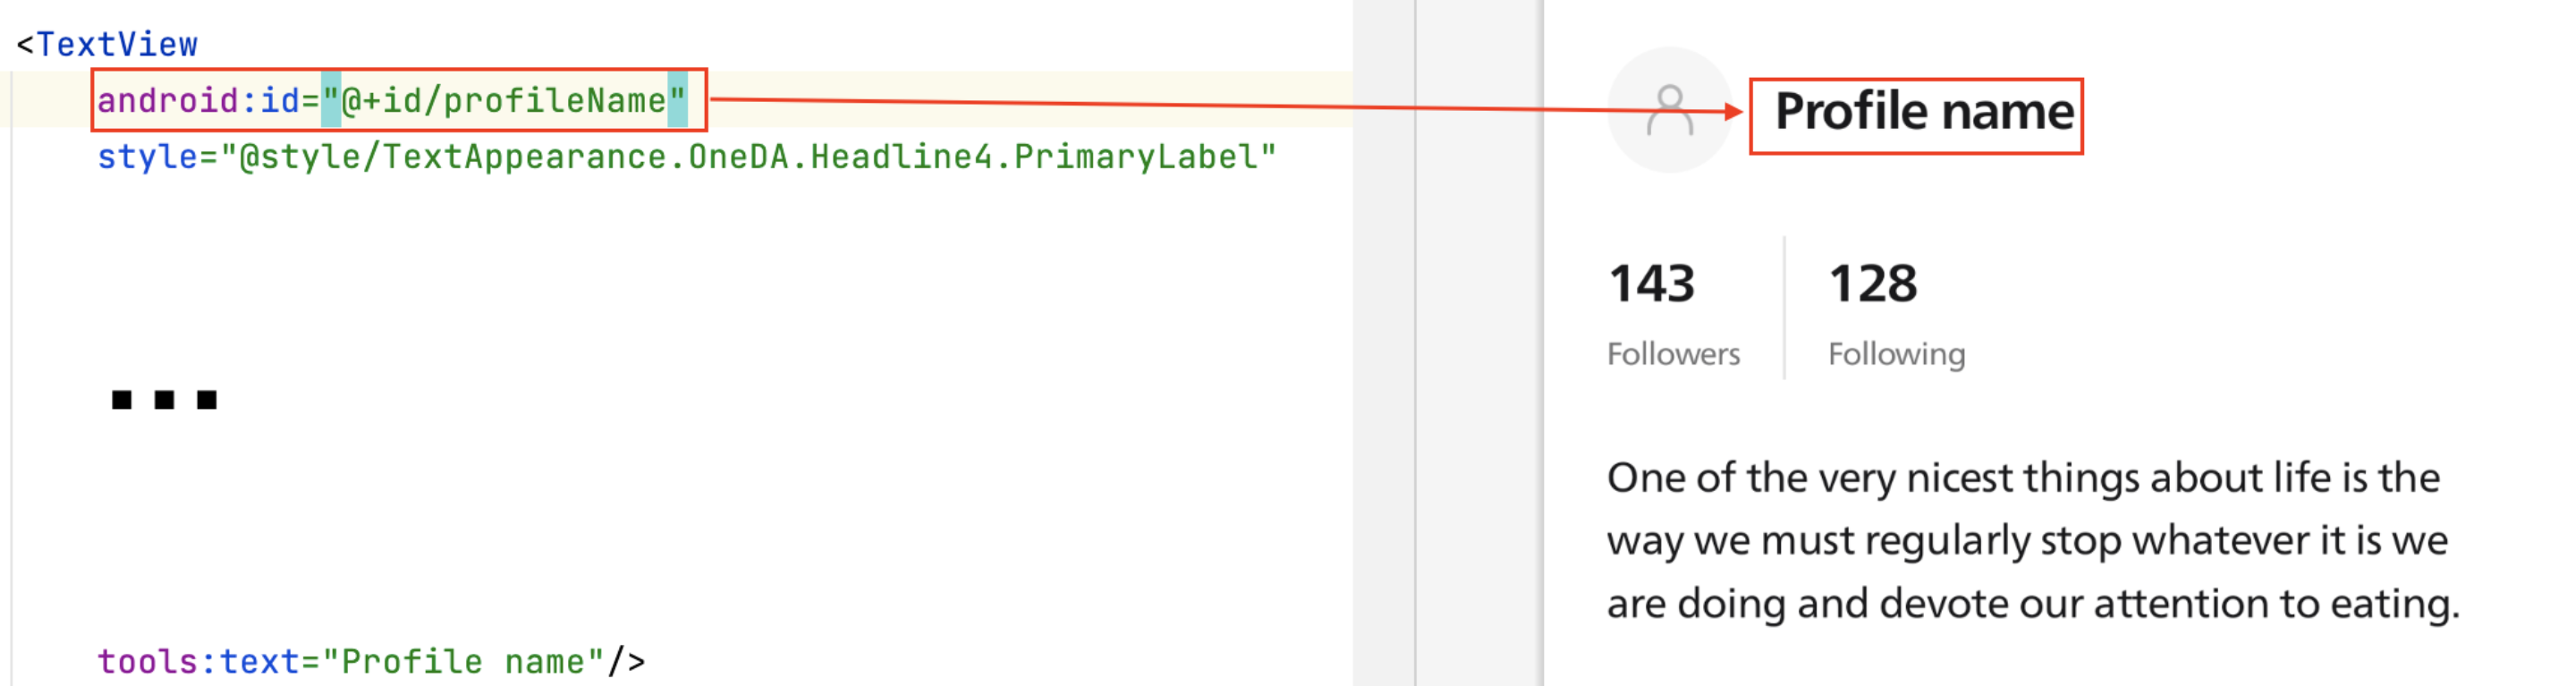 <TextView
android:id="@+id/profileName"
style="@style/TextAppearance.OneDA.Headline4.PrimaryLabel"
...
tools:text="Profile name"/>
Profile name
143
Followers
128
Following
One of the very nicest things about life is the
way we must regularly stop whatever it is we
are doing and devote our attention to eating.